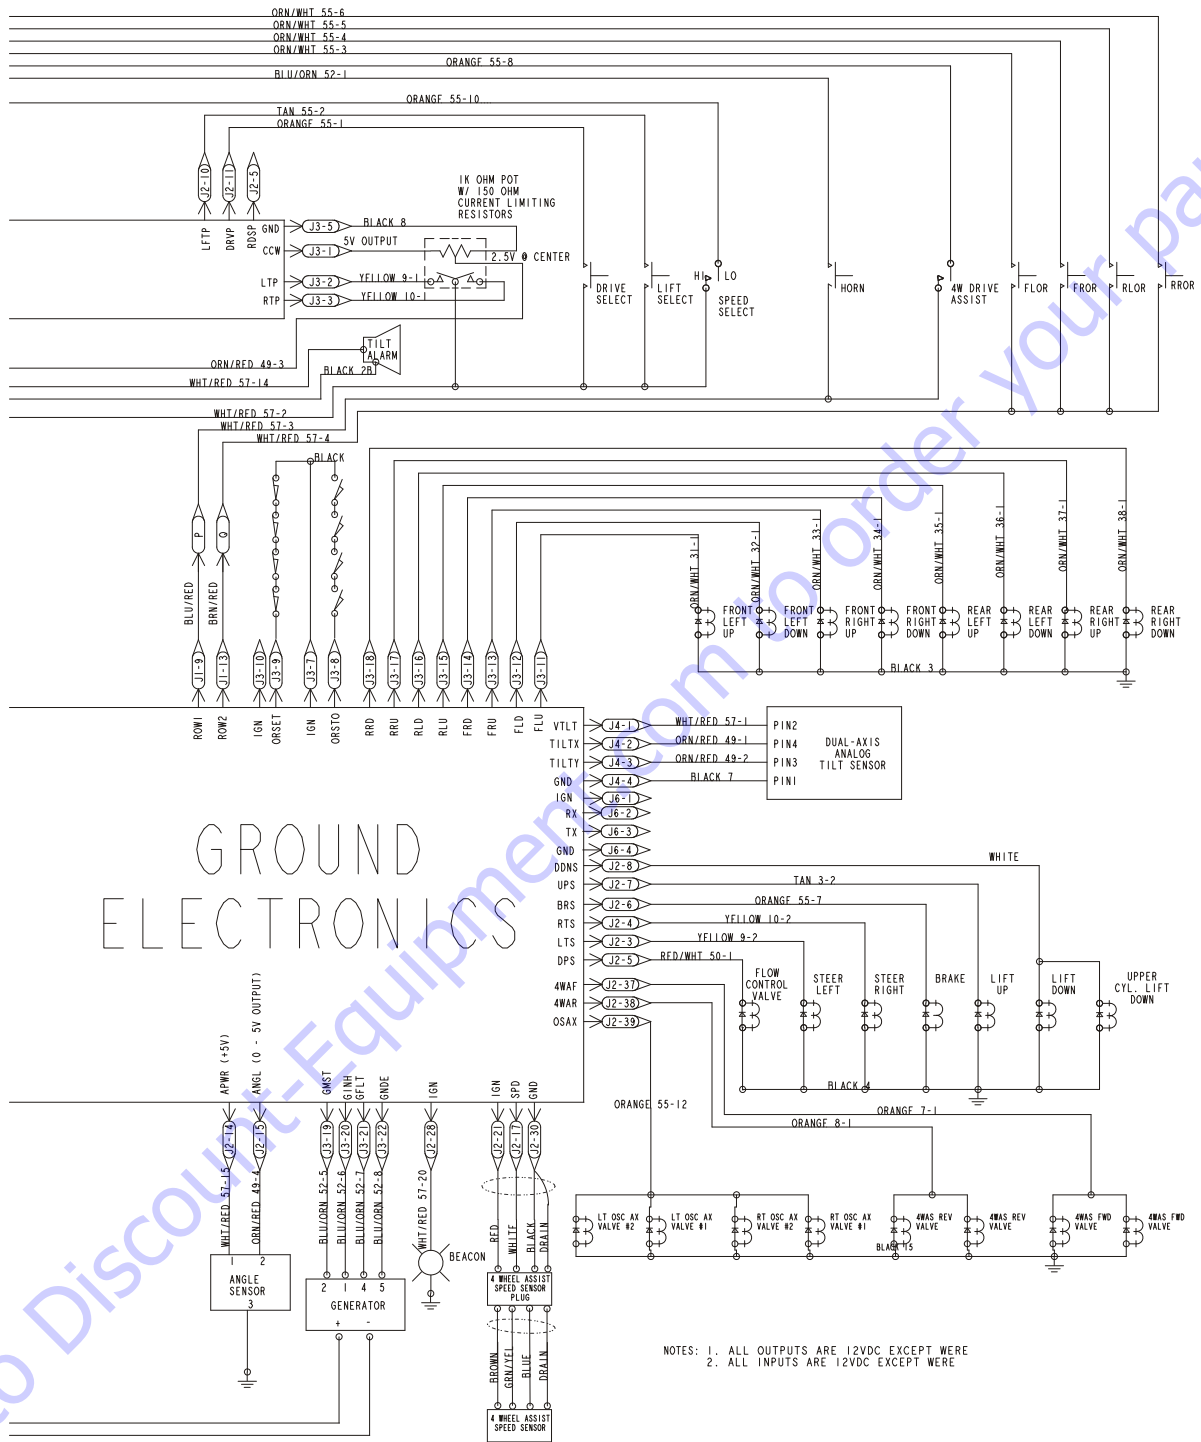 ORN/WHT 55-6
ORN/WHT 55-5
ORN/WHT 55-4
ORN/WHT 55-3
ORANGE 55-8
BLU/ORN 52-1
ORANGE 55-10
TAN 55-2
ORANGE 55-1
J2-10
J2-11
J2-5
LFTP
DRVP
RDSP
1K OHM POT
W/ 150 OHM
CURRENT LIMITING
RESISTORS
GND
J3-5
BLACK 8
CCW
J3-1
5V OUTPUT
2.5V @ CENTER
LTP
J3-2
YELLOW 9-1
RTP
J3-3
YELLOW 10-1
DRIVE
SELECT
LIFT
SELECT
HI
LO
SPEED
SELECT
HORN
4W DRIVE
ASSIST
FLOR
FROR
RLOR
RROR
TILT
ALARM
ORN/RED 49-3
BLACK 2B
WHT/RED 57-14
WHT/RED 57-2
WHT/RED 57-3
WHT/RED 57-4
BLACK
P
Q
BLU/RED
BRN/RED
ORN/WHT 31-1
ORN/WHT 32-1
ORN/WHT 33-1
ORN/WHT 34-1
ORN/WHT 35-1
ORN/WHT 36-1
ORN/WHT 37-1
ORN/WHT 38-1
FRONT
LEFT
UP
FRONT
LEFT
DOWN
FRONT
RIGHT
UP
FRONT
RIGHT
DOWN
REAR
LEFT
UP
REAR
LEFT
DOWN
REAR
RIGHT
UP
REAR
RIGHT
DOWN
BLACK 3
J1-9
J1-13
J3-10
J3-9
J3-7
J3-8
J3-18
J3-17
J3-16
J3-15
J3-14
J3-13
J3-12
J3-11
ROW1
ROW2
IGN
ORSET
IGN
ORSTO
RRD
RRU
RLD
RLU
FRD
FRU
FLD
FLU
VTLT
J4-1
WHT/RED 57-1
PIN2
TILTX
J4-2
ORN/RED 49-1
PIN4
TILTY
J4-3
ORN/RED 49-2
PIN3
GND
J4-4
BLACK 7
PIN1
DUAL-AXIS
ANALOG
TILT SENSOR
IGN
J6-1
RX
J6-2
TX
J6-3
GND
J6-4
DDNS
J2-8
WHITE
UPS
J2-7
TAN 3-2
BRS
J2-6
ORANGE 55-7
RTS
J2-4
YELLOW 10-2
LTS
J2-3
YELLOW 9-2
DPS
J2-5
RED/WHT 50-1
4WAF
J2-37
4WAR
J2-38
OSAX
J2-39
GROUND
ELECTRONICS
FLOW
CONTROL
VALVE
STEER
LEFT
STEER
RIGHT
BRAKE
LIFT
UP
LIFT
DOWN
UPPER
CYL. LIFT
DOWN
BLACK 4
ORANGE 55-12
ORANGE 7-1
ORANGE 8-1
APWR (+5V)
ANGL (0 - 5V OUTPUT)
GMST
GINH
GFLT
GNDE
IGN
IGN
SPD
GND
J2-14
J2-15
J3-19
J3-20
J3-21
J3-22
J2-28
J2-21
J2-17
J2-30
WHT/RED 57-15
ORN/RED 49-4
BLU/ORN 52-5
BLU/ORN 52-6
BLU/ORN 52-7
BLU/ORN 52-8
WHT/RED 57-20
RED
WHITE
BLACK
DRAIN
1 2
ANGLE
SENSOR
3
2 1 4 5
GENERATOR
+ -
BEACON
4 WHEEL ASSIST
SPEED SENSOR
PLUG
BROWN
GRN/YEL
BLUE
DRAIN
4 WHEEL ASSIST
SPEED SENSOR
LT OSC AX
VALVE #2
LT OSC AX
VALVE #1
RT OSC AX
VALVE #2
RT OSC AX
VALVE #1
4WAS REV
VALVE
4WAS REV
VALVE
4WAS FWD
VALVE
4WAS FWD
VALVE
BLACK 15
NOTES: 1. ALL OUTPUTS ARE 12VDC EXCEPT WERE
2. ALL INPUTS ARE 12VDC EXCEPT WERE
to Discount-Equipment.com to order your par